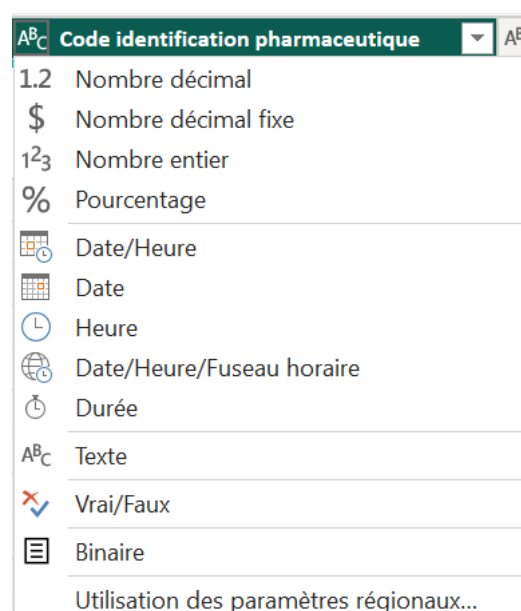 ABC Code identification pharmaceutique
1.2 Nombre décimal
$ Nombre décimal fixe
123 Nombre entier
% Pourcentage
Date/Heure
Date
Heure
Date/Heure/Fuseau horaire
Durée
ABC Texte
Vrai/Faux
Binaire
Utilisation des paramètres régionaux...